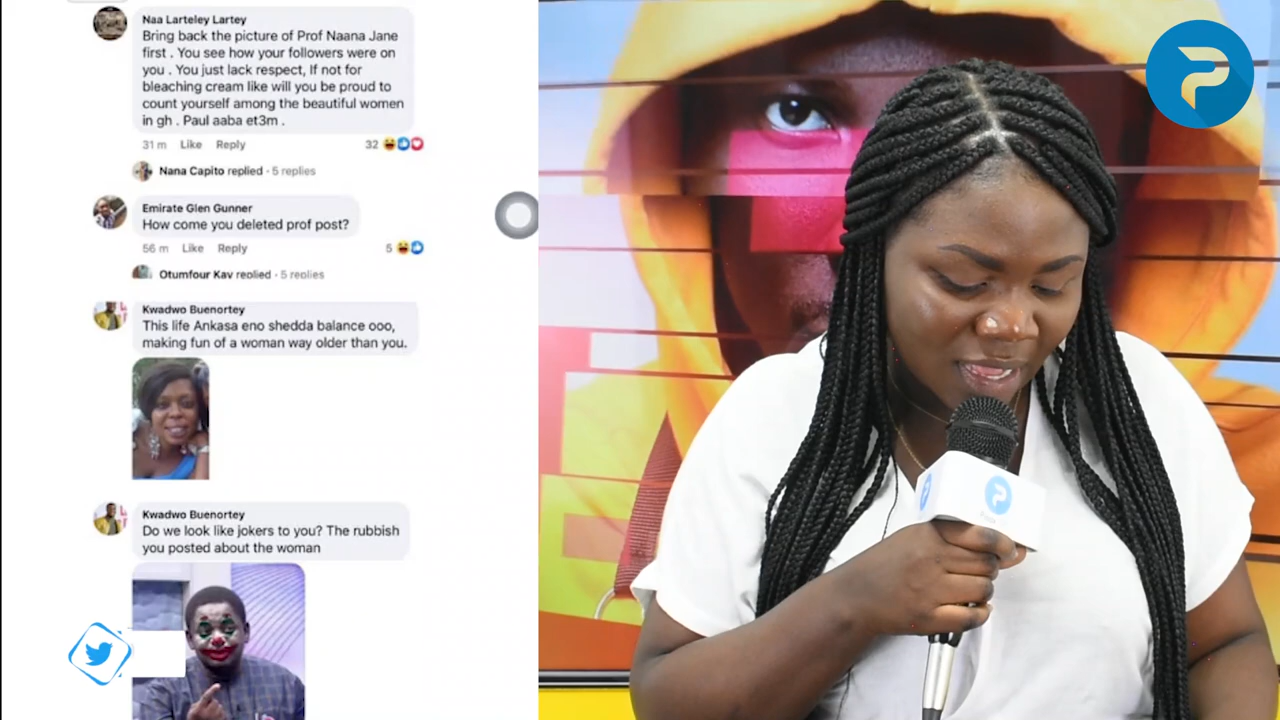 Naa Larteley Lartey
Bring back the picture of Prof Naana Jane
first . You see how your followers were on
you . You just lack respect, If not for
bleaching cream like will you be proud to
count yourself among the beautiful women
in gh . Paul aaba et3m .
31 m Like Reply 32
Nana Capito replied · 5 replies
Emirate Glen Gunner
How come you deleted prof post?
56 m Like Reply 5
Otumfour Kav replied · 5 replies
Kwadwo Buenortey
This life Ankasa eno shedda balance ooo,
making fun of a woman way older than you.
Kwadwo Buenortey
Do we look like jokers to you? The rubbish
you posted about the woman